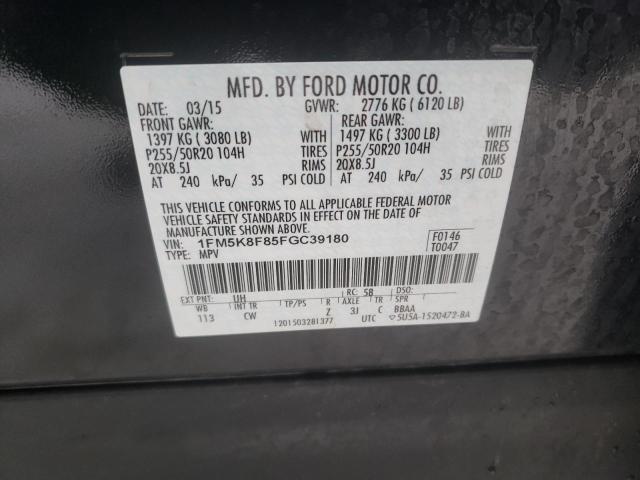 MFD. BY FORD MOTOR CO.
DATE: 03/15 GVWR: 2776 KG ( 6120 LB)
FRONT GAWR: REAR GAWR:
1397 KG ( 3080 LB) WITH 1497 KG ( 3300 LB) WITH
P255/50R20 104H TIRES P255/50R20 104H TIRES
20X8.5J RIMS 20X8.5J RIMS
AT 240 kPa/ 35 PSI COLD AT 240 kPa/ 35 PSI COLD
THIS VEHICLE CONFORMS TO ALL APPLICABLE FEDERAL MOTOR
VEHICLE SAFETY STANDARDS IN EFFECT ON THE DATE OF
MANUFACTURE SHOWN ABOVE.
VIN: 1FM5K8F85FGC39180 F0146
TYPE: MPV T0047
EXT PNT: UH RC: 58 DSO:
WB INT TR TP/PS R AXLE TR SPR
113 CW Z 3J C BBAA
1201503281377 UTC ▽5U5A-1520472-BA